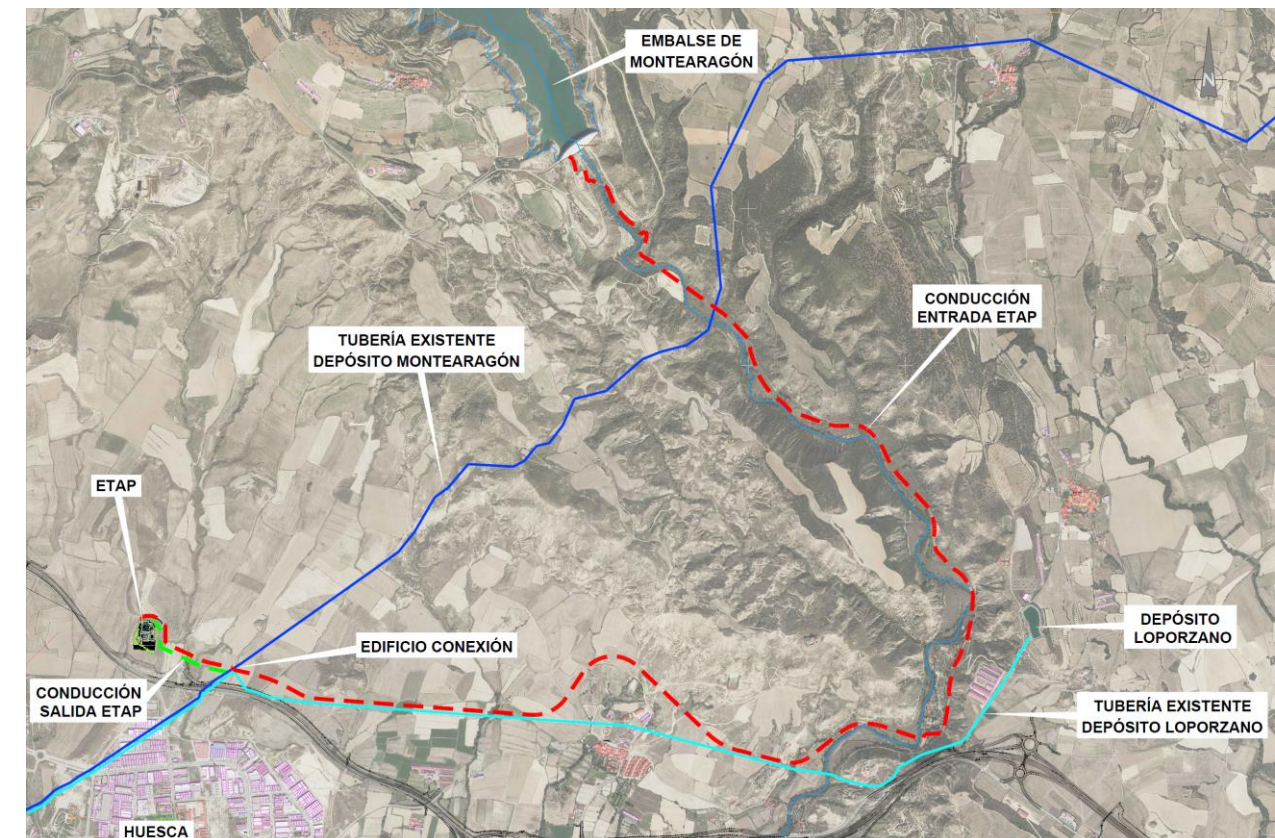 EMBALSE DE
MONTEARAGÓN
N
CONDUCCIÓN
ENTRADA ETAP
TUBERÍA EXISTENTE
DEPÓSITO MONTEARAGÓN
ETAP
EDIFICIO CONEXIÓN
DEPÓSITO
LOPORZANO
CONDUCCIÓN
SALIDA ETAP
TUBERÍA EXISTENTE
DEPÓSITO LOPORZANO
HUESCA